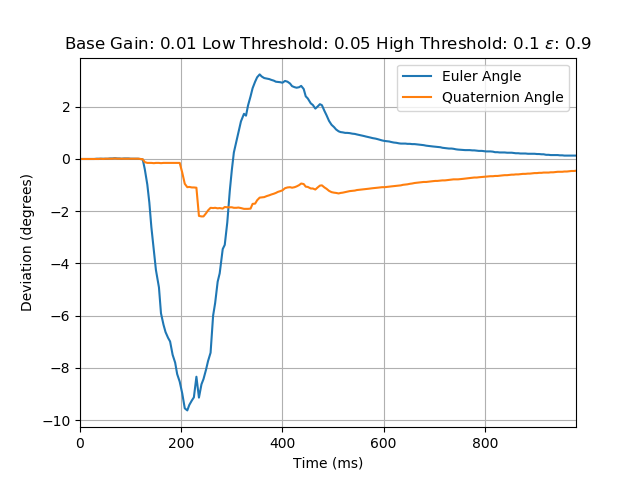 Base Gain: 0.01 Low Threshold: 0.05 High Threshold: 0.1 ε: 0.9
Euler Angle
Quaternion Angle
Deviation (degrees)
2
0
−2
−4
−6
−8
−10
0 200 400 600 800
Time (ms)